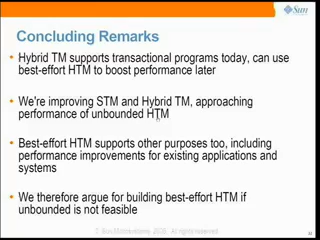 Sun
Concluding Remarks
• Hybrid TM supports transactional programs today, can use
best-effort HTM to boost performance later
• We're improving STM and Hybrid TM, approaching
performance of unbounded HTM
• Best-effort HTM supports other purposes too, including
performance improvements for existing applications and
systems
• We therefore argue for building best-effort HTM if
unbounded is not feasible
All rights reserved